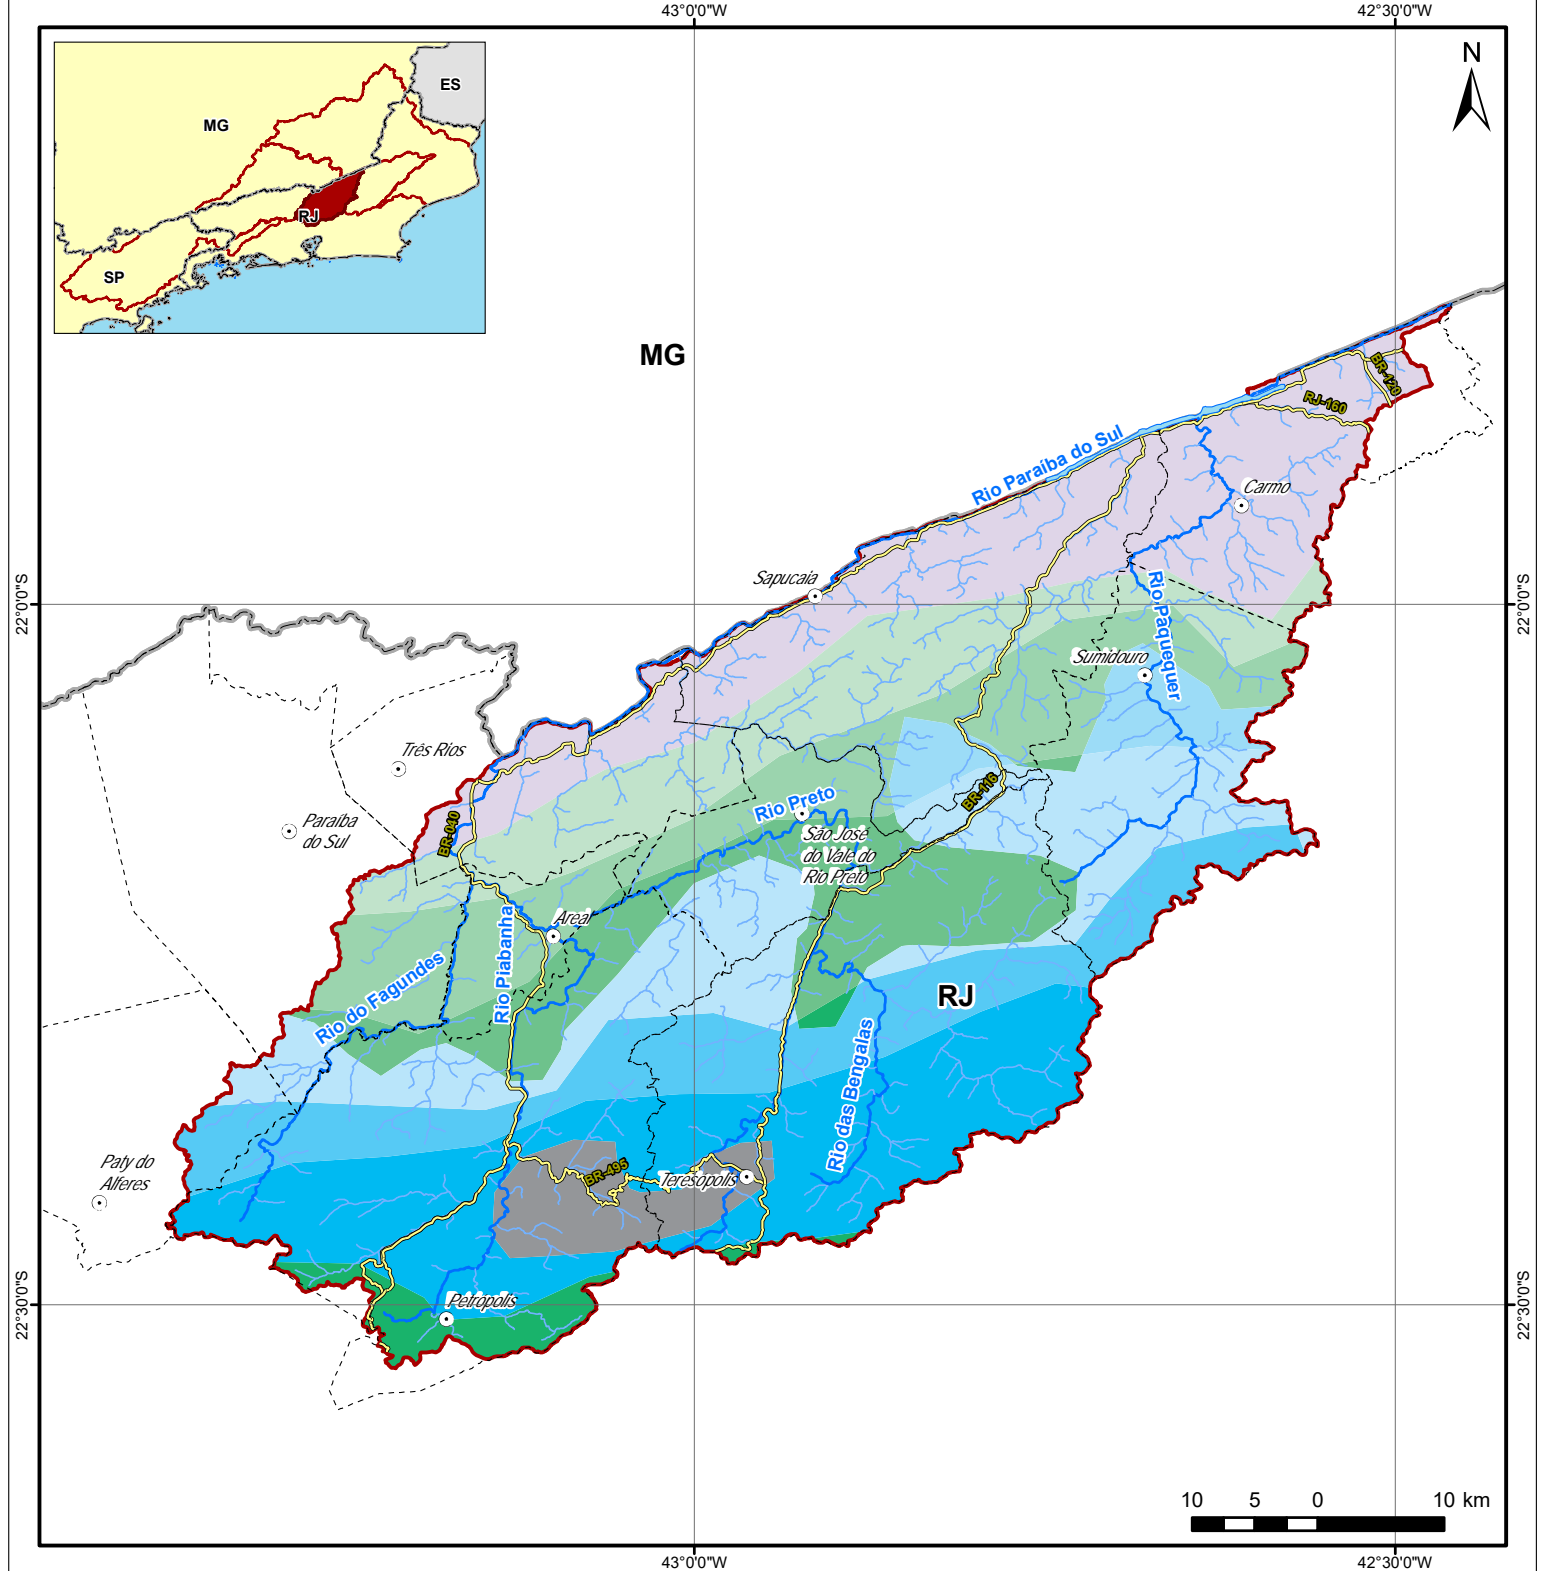 43°0'0"W
42°30'0"W
ES
MG
RJ
SP
N
MG
BR-420
RJ-160
Rio Paraíba do Sul
Carmo
Sapucaia
22°0'0"S
22°0'0"S
Rio Paquequer
Sumidouro
Três Rios
BR-116
Rio Preto
Paraíba
do Sul
BR-040
São José
do Vale do
Rio Preto
Areal
Rio Piabanha
Rio do Fagundes
RJ
Rio das Bengalas
Paty do
Alferes
BR-495
Teresópolis
Petrópolis
22°30'0"S
22°30'0"S
10 5 0 10 km
43°0'0"W
42°30'0"W